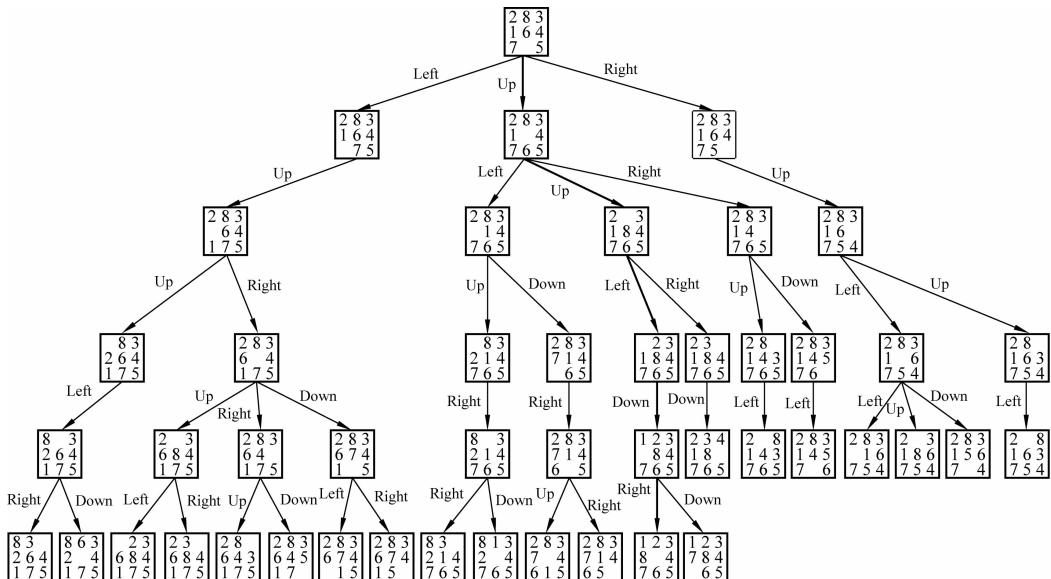 2 8 3
1 6 4
7 5
Left Up Right
2 8 3 2 8 3 2 8 3
1 6 4 1 4 1 6 4
7 5 7 6 5 7 5
Up Left Up Right Up
2 8 3 2 8 3 2 3 2 8 3 2 8 3
6 4 1 4 1 8 4 1 4 1 6
1 7 5 7 6 5 7 6 5 7 6 5 7 5 4
Up Right Up Down Left Right Up Down Left Up
8 3 2 8 3 8 3 2 8 3 2 3 2 3 2 8 2 8 3 2 8 3 2 8
2 6 4 6 4 2 1 4 7 1 4 1 8 4 1 8 4 1 4 3 1 4 5 1 6 1 6 3
1 7 5 1 7 5 7 6 5 6 5 7 6 5 7 6 5 7 6 5 7 6 7 5 4 7 5 4
Left Up Right Down Right Right Down Down Left Left Left Up Down Left
8 3 2 3 2 8 3 2 8 3 8 3 2 8 3 1 2 3 2 3 4 2 8 2 8 3 2 8 3 2 3 2 8 3 2 8
2 6 4 6 8 4 6 4 6 7 4 2 1 4 7 1 4 8 4 1 8 1 4 3 1 4 5 1 6 1 8 6 1 5 6 1 6 3
1 7 5 1 7 5 1 7 5 1 5 7 6 5 6 5 7 6 5 7 6 5 7 6 5 7 6 7 5 4 7 5 4 7 4 7 5 4
Right Down Left Right Up Down Left Right Right Down Up Right Right Down
8 3 8 6 3 2 3 2 3 2 8 2 8 3 2 8 3 2 8 3 8 3 8 1 3 2 8 3 2 8 3 1 2 3 1 2 3
2 6 4 2 4 6 8 4 6 8 4 6 4 3 6 4 5 6 7 4 6 7 4 2 1 4 2 4 7 4 7 1 4 8 4 7 8 4
1 7 5 1 7 5 1 7 5 1 7 5 1 7 5 1 7 1 5 1 5 7 6 5 7 6 5 6 1 5 6 5 7 6 5 6 5